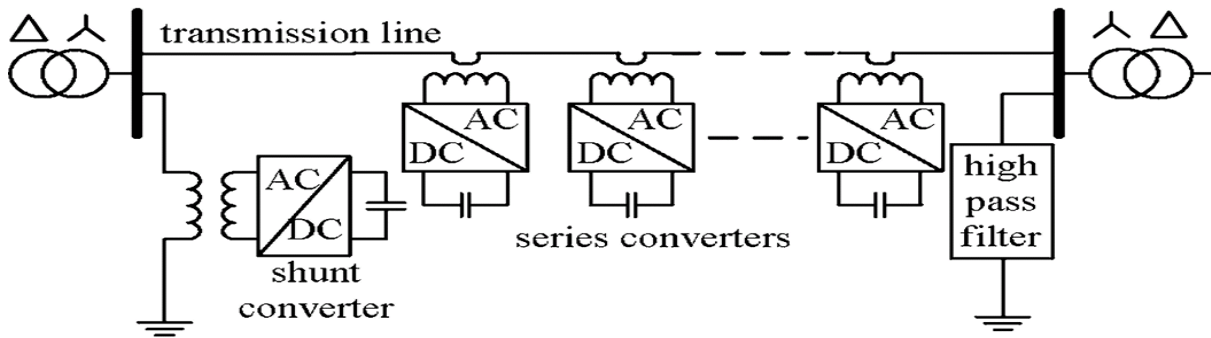 transmission line
AC
DC
AC
DC
AC
DC
AC
DC
shunt
converter
series converters
high
pass
filter